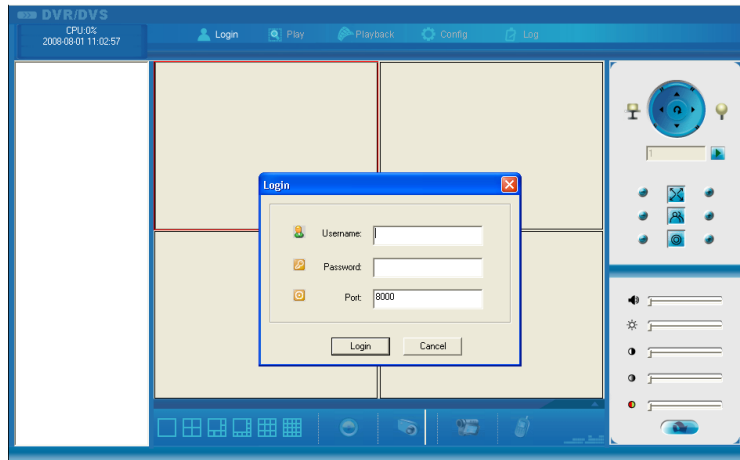 DVR/DVS
CPU:0%
2008-08-01 11:02:57
Login
Play
Playback
Config
Log
1
Login
Username:
Password:
Port:
8000
Login
Cancel